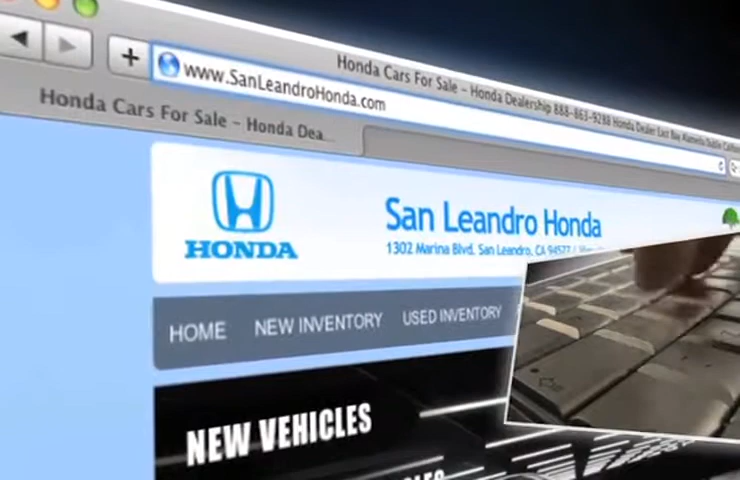 Honda Cars For Sale - Honda Dealership 888-863-9288 Honda Dealer East Bay Alameda Dublin
+ www.SanLeandroHonda.com
Honda Cars For Sale - Honda Dea...
HONDA
San Leandro Honda
1302 Marina Blvd. San Leandro, CA 94577
HOME NEW INVENTORY USED INVENTORY
NEW VEHICLES